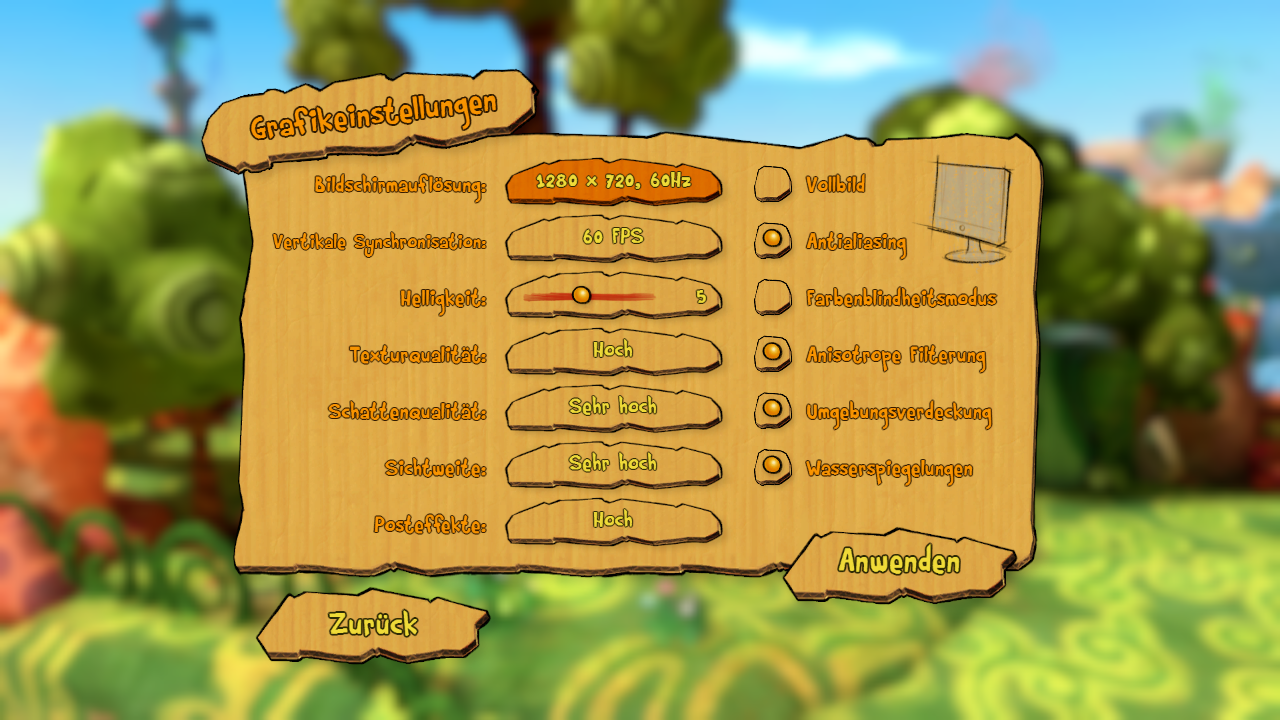 Grafikeinstellungen
Bildschirmauflösung: 1280 × 720, 60Hz
Vertikale Synchronisation: 60 FPS
Helligkeit: 5
Texturqualität: Hoch
Schattenqualität: Sehr hoch
Sichtweite: Sehr hoch
Posteffekte: Hoch
Vollbild
Antialiasing
Farbenblindheitsmodus
Anisotrope Filterung
Umgebungsverdeckung
Wasserspiegelungen
Anwenden
Zurück